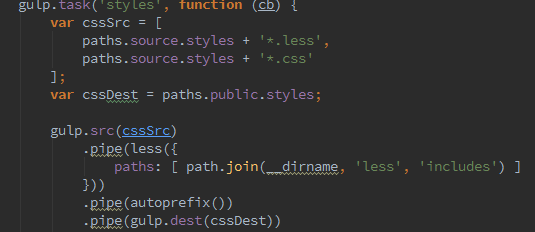 gulp.task('styles', function (cb) {
    var cssSrc = [
        paths.source.styles + '*.less',
        paths.source.styles + '*.css'
    ];
    var cssDest = paths.public.styles;

    gulp.src(cssSrc)
        .pipe(less({
            paths: [ path.join(__dirname, 'less', 'includes') ]
        }))
        .pipe(autoprefix())
        .pipe(gulp.dest(cssDest))